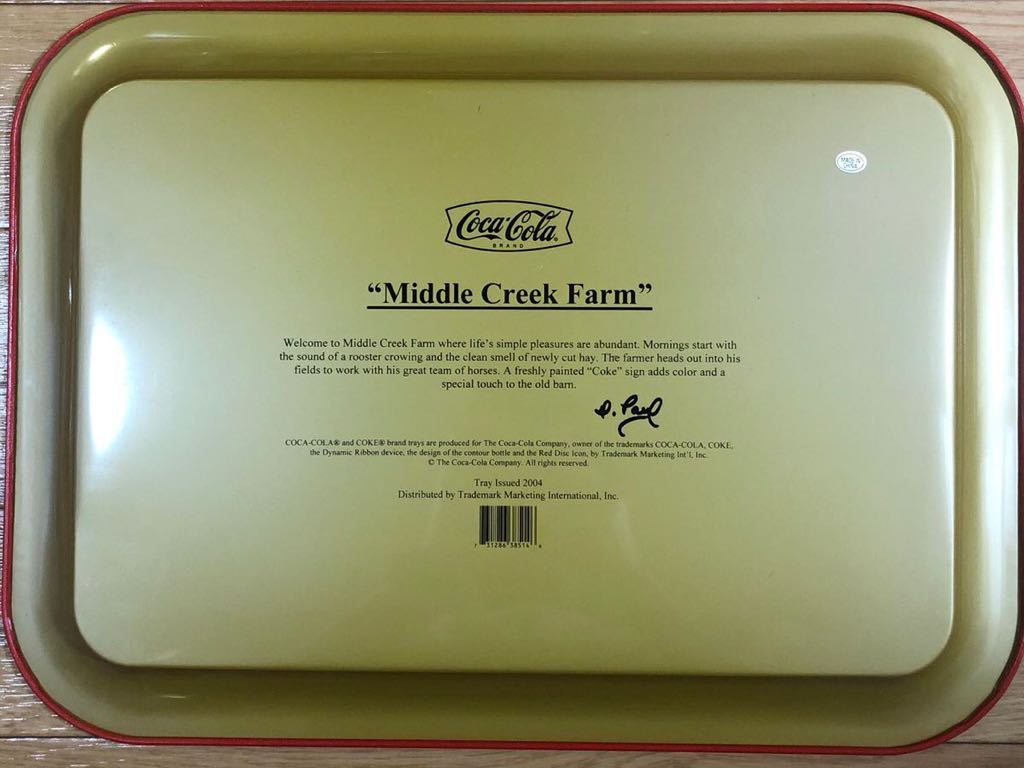 MADE IN
CHINA
Coca-Cola®
BRAND
“Middle Creek Farm”
Welcome to Middle Creek Farm where life’s simple pleasures are abundant. Mornings start with
the sound of a rooster crowing and the clean smell of newly cut hay. The farmer heads out into his
fields to work with his great team of horses. A freshly painted “Coke” sign adds color and a
special touch to the old barn.
COCA-COLA® and COKE® brand trays are produced for The Coca-Cola Company, owner of the trademarks COCA-COLA, COKE,
the Dynamic Ribbon device, the design of the contour bottle and the Red Disc Icon, by Trademark Marketing Int’l, Inc.
© The Coca-Cola Company. All rights reserved.
Tray Issued 2004
Distributed by Trademark Marketing International, Inc.
7 31286 38514